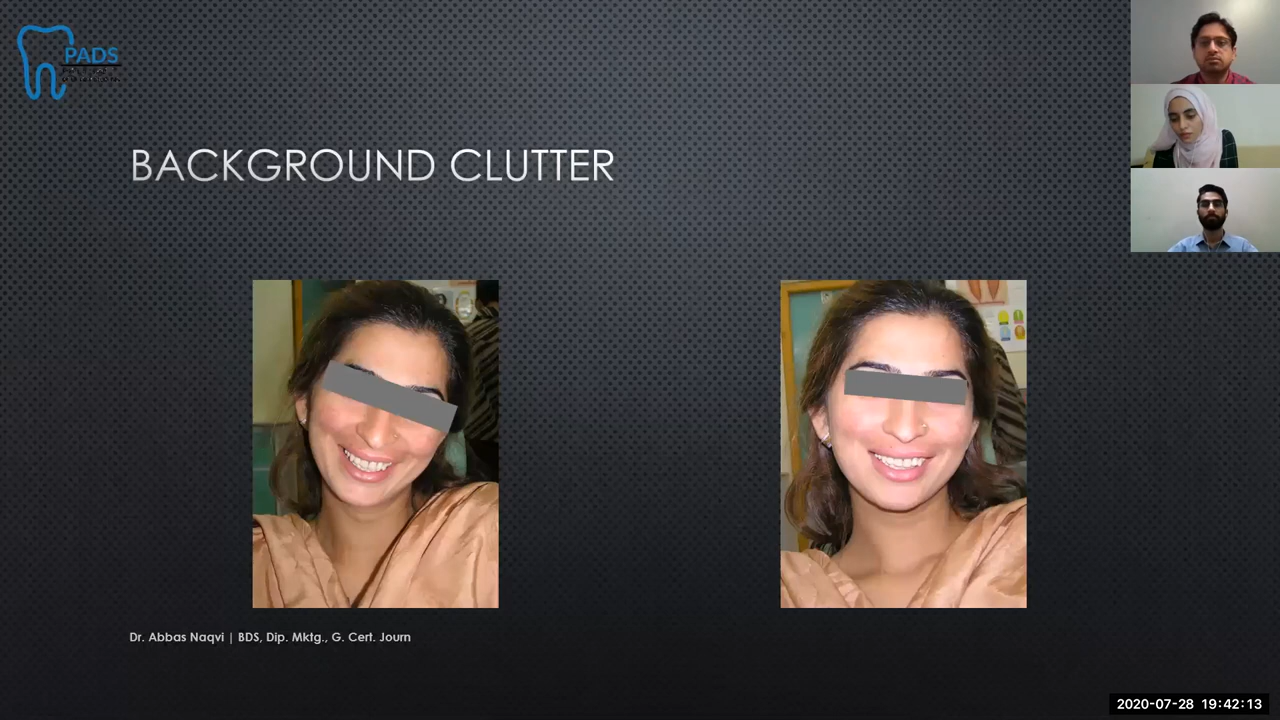 PADS
BACKGROUND CLUTTER
Dr. Abbas Naqvi | BDS, Dip. Mktg., G. Cert. Journ
2020-07-28 19:42:13